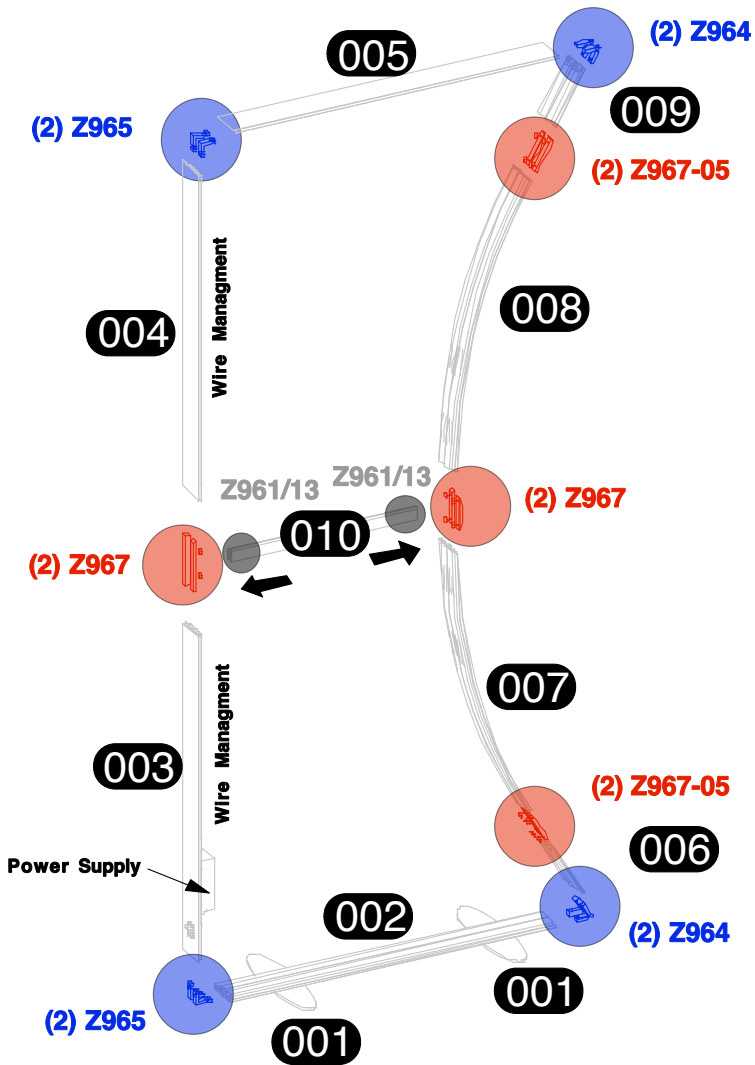 (2) Z964
005
009
(2) Z965
(2) Z967-05
Wire Managment
008
004
Z961/13
Z961/13
(2) Z967
010
(2) Z967
Wire Managment
007
003
(2) Z967-05
006
Power Supply
002
(2) Z964
001
(2) Z965
001